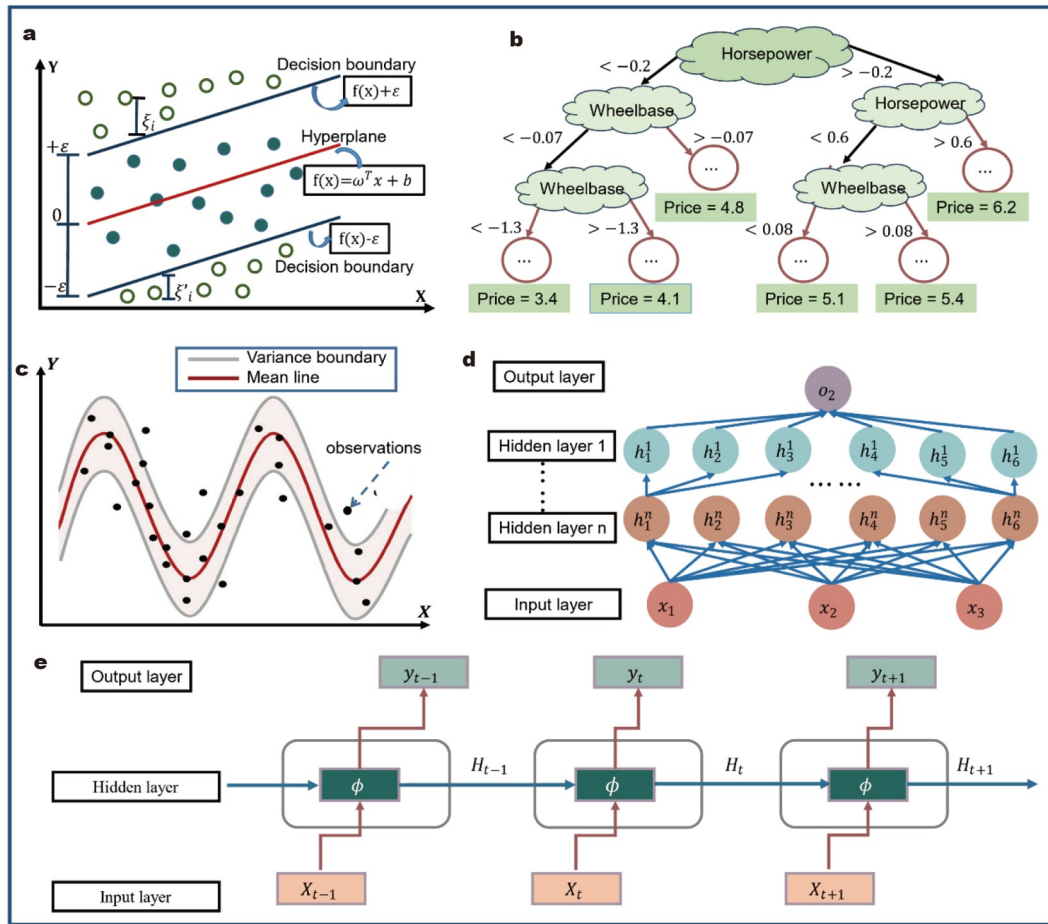 a
Y
Decision boundary
f(x)+ε
ξᵢ
Hyperplane
+ε
f(x)=ωᵀx + b
0
f(x)-ε
Decision boundary
−ε
ξ'ᵢ
X
b
Horsepower
< −0.2
> −0.2
Wheelbase
Horsepower
< −0.07
> −0.07
< 0.6
> 0.6
...
...
Wheelbase
Wheelbase
Price = 4.8
Price = 6.2
< −1.3
> −1.3
< 0.08
> 0.08
...
...
...
...
Price = 3.4
Price = 4.1
Price = 5.1
Price = 5.4
c
Y
Variance boundary
Mean line
observations
X
d
Output layer
o₂
Hidden layer 1
h₁¹ h₂¹ h₃¹ h₄¹ h₅¹ h₆¹
... ...
Hidden layer n
h₁ⁿ h₂ⁿ h₃ⁿ h₄ⁿ h₅ⁿ h₆ⁿ
Input layer
x₁ x₂ x₃
e
Output layer
yₜ₋₁ yₜ yₜ₊₁
Hidden layer
ϕ Hₜ₋₁ ϕ Hₜ ϕ Hₜ₊₁
Input layer
Xₜ₋₁ Xₜ Xₜ₊₁